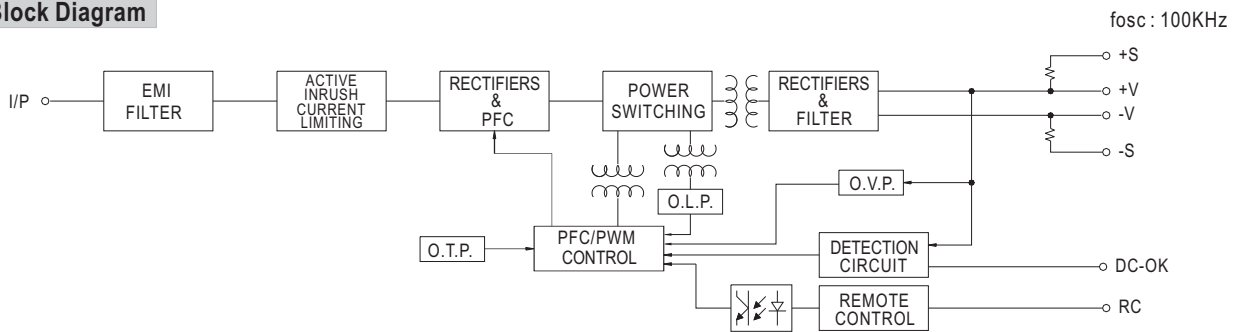 Block Diagram
fosc : 100KHz
I/P
EMI
FILTER
ACTIVE
INRUSH
CURRENT
LIMITING
RECTIFIERS
&
PFC
POWER
SWITCHING
RECTIFIERS
&
FILTER
+S
+V
-V
-S
O.L.P.
O.V.P.
O.T.P.
PFC/PWM
CONTROL
DETECTION
CIRCUIT
DC-OK
REMOTE
CONTROL
RC